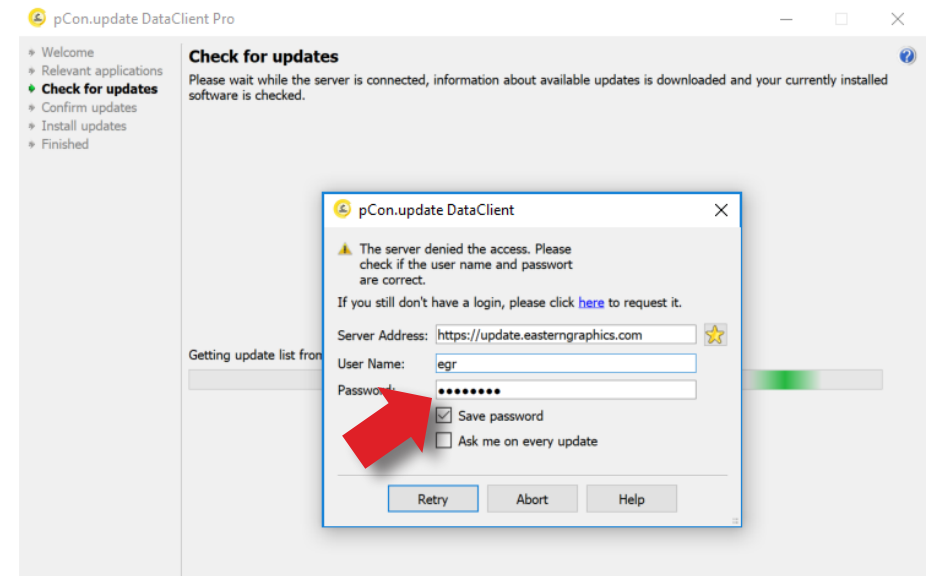 pCon.update DataClient Pro
Welcome
Relevant applications
Check for updates
Confirm updates
Install updates
Finished
Check for updates
Please wait while the server is connected, information about available updates is downloaded and your currently installed
software is checked.
Getting update list from
pCon.update DataClient
The server denied the access. Please
check if the user name and passwort
are correct.
If you still don't have a login, please click here to request it.
Server Address: https://update.easterngraphics.com
User Name: egr
Password: ●●●●●●●●
Save password
Ask me on every update
Retry Abort Help